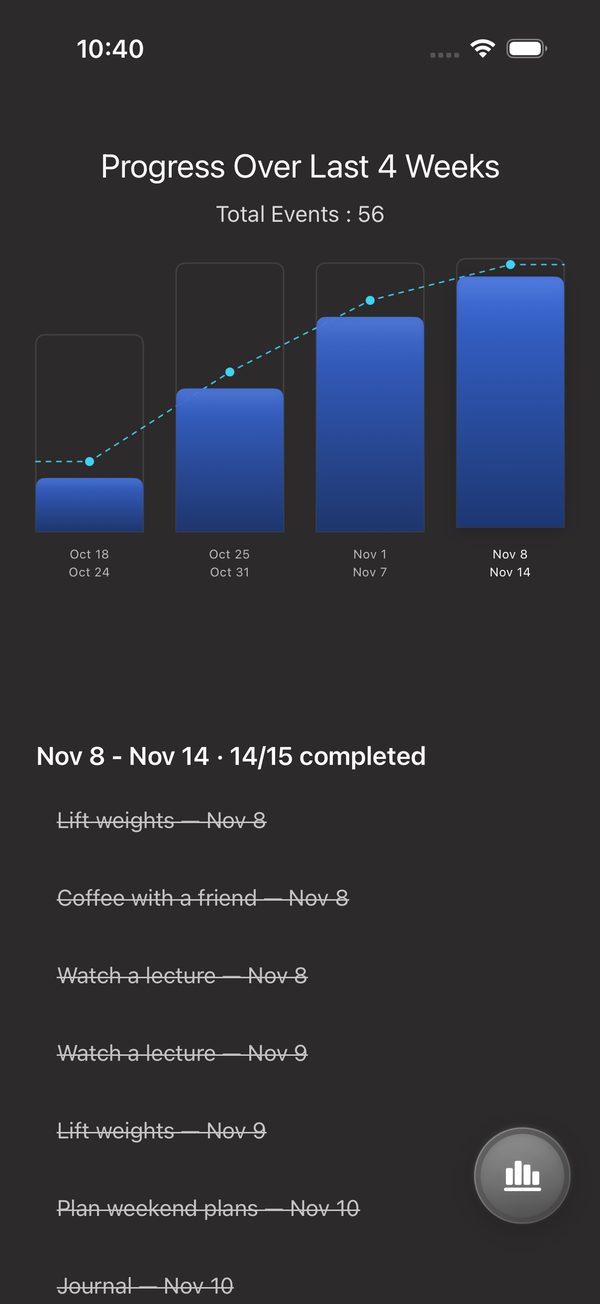 10:40
Progress Over Last 4 Weeks
Total Events : 56
Oct 18
Oct 24
Oct 25
Oct 31
Nov 1
Nov 7
Nov 8
Nov 14
Nov 8 - Nov 14 · 14/15 completed
Lift weights — Nov 8
Coffee with a friend — Nov 8
Watch a lecture — Nov 8
Watch a lecture — Nov 9
Lift weights — Nov 9
Plan weekend plans — Nov 10
Journal — Nov 10